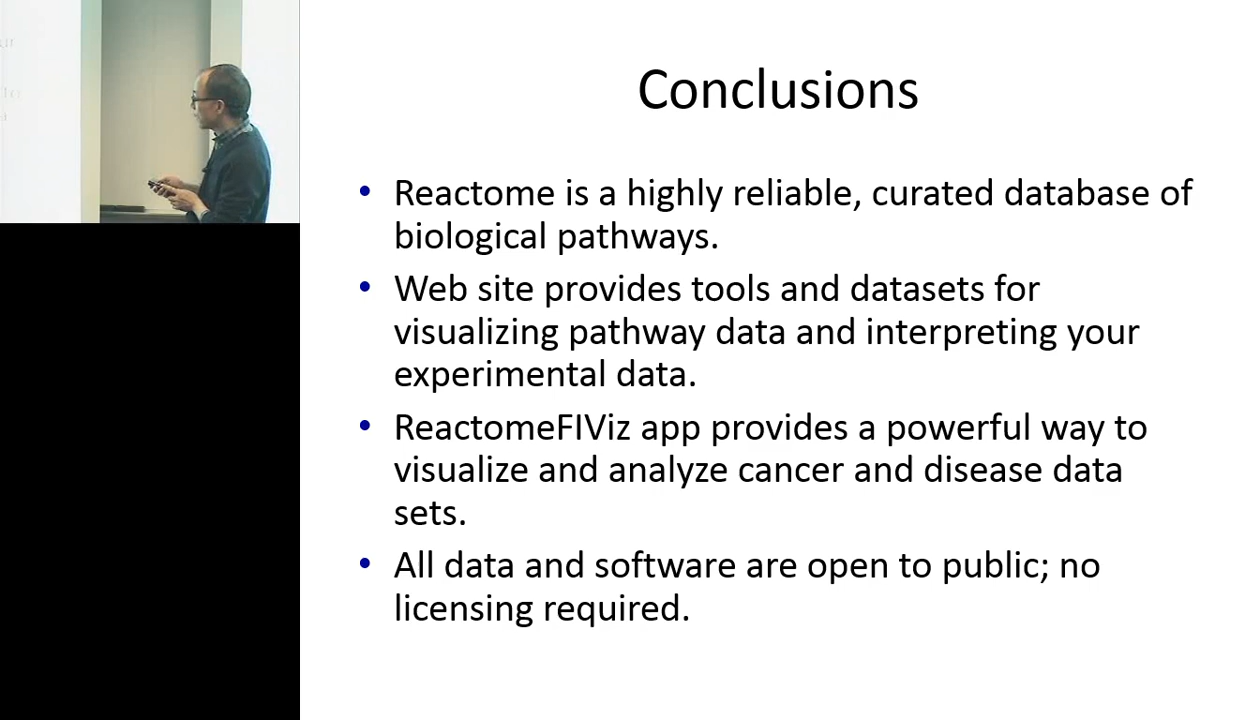 Conclusions
• Reactome is a highly reliable, curated database of
biological pathways.
• Web site provides tools and datasets for
visualizing pathway data and interpreting your
experimental data.
• ReactomeFIViz app provides a powerful way to
visualize and analyze cancer and disease data
sets.
• All data and software are open to public; no
licensing required.